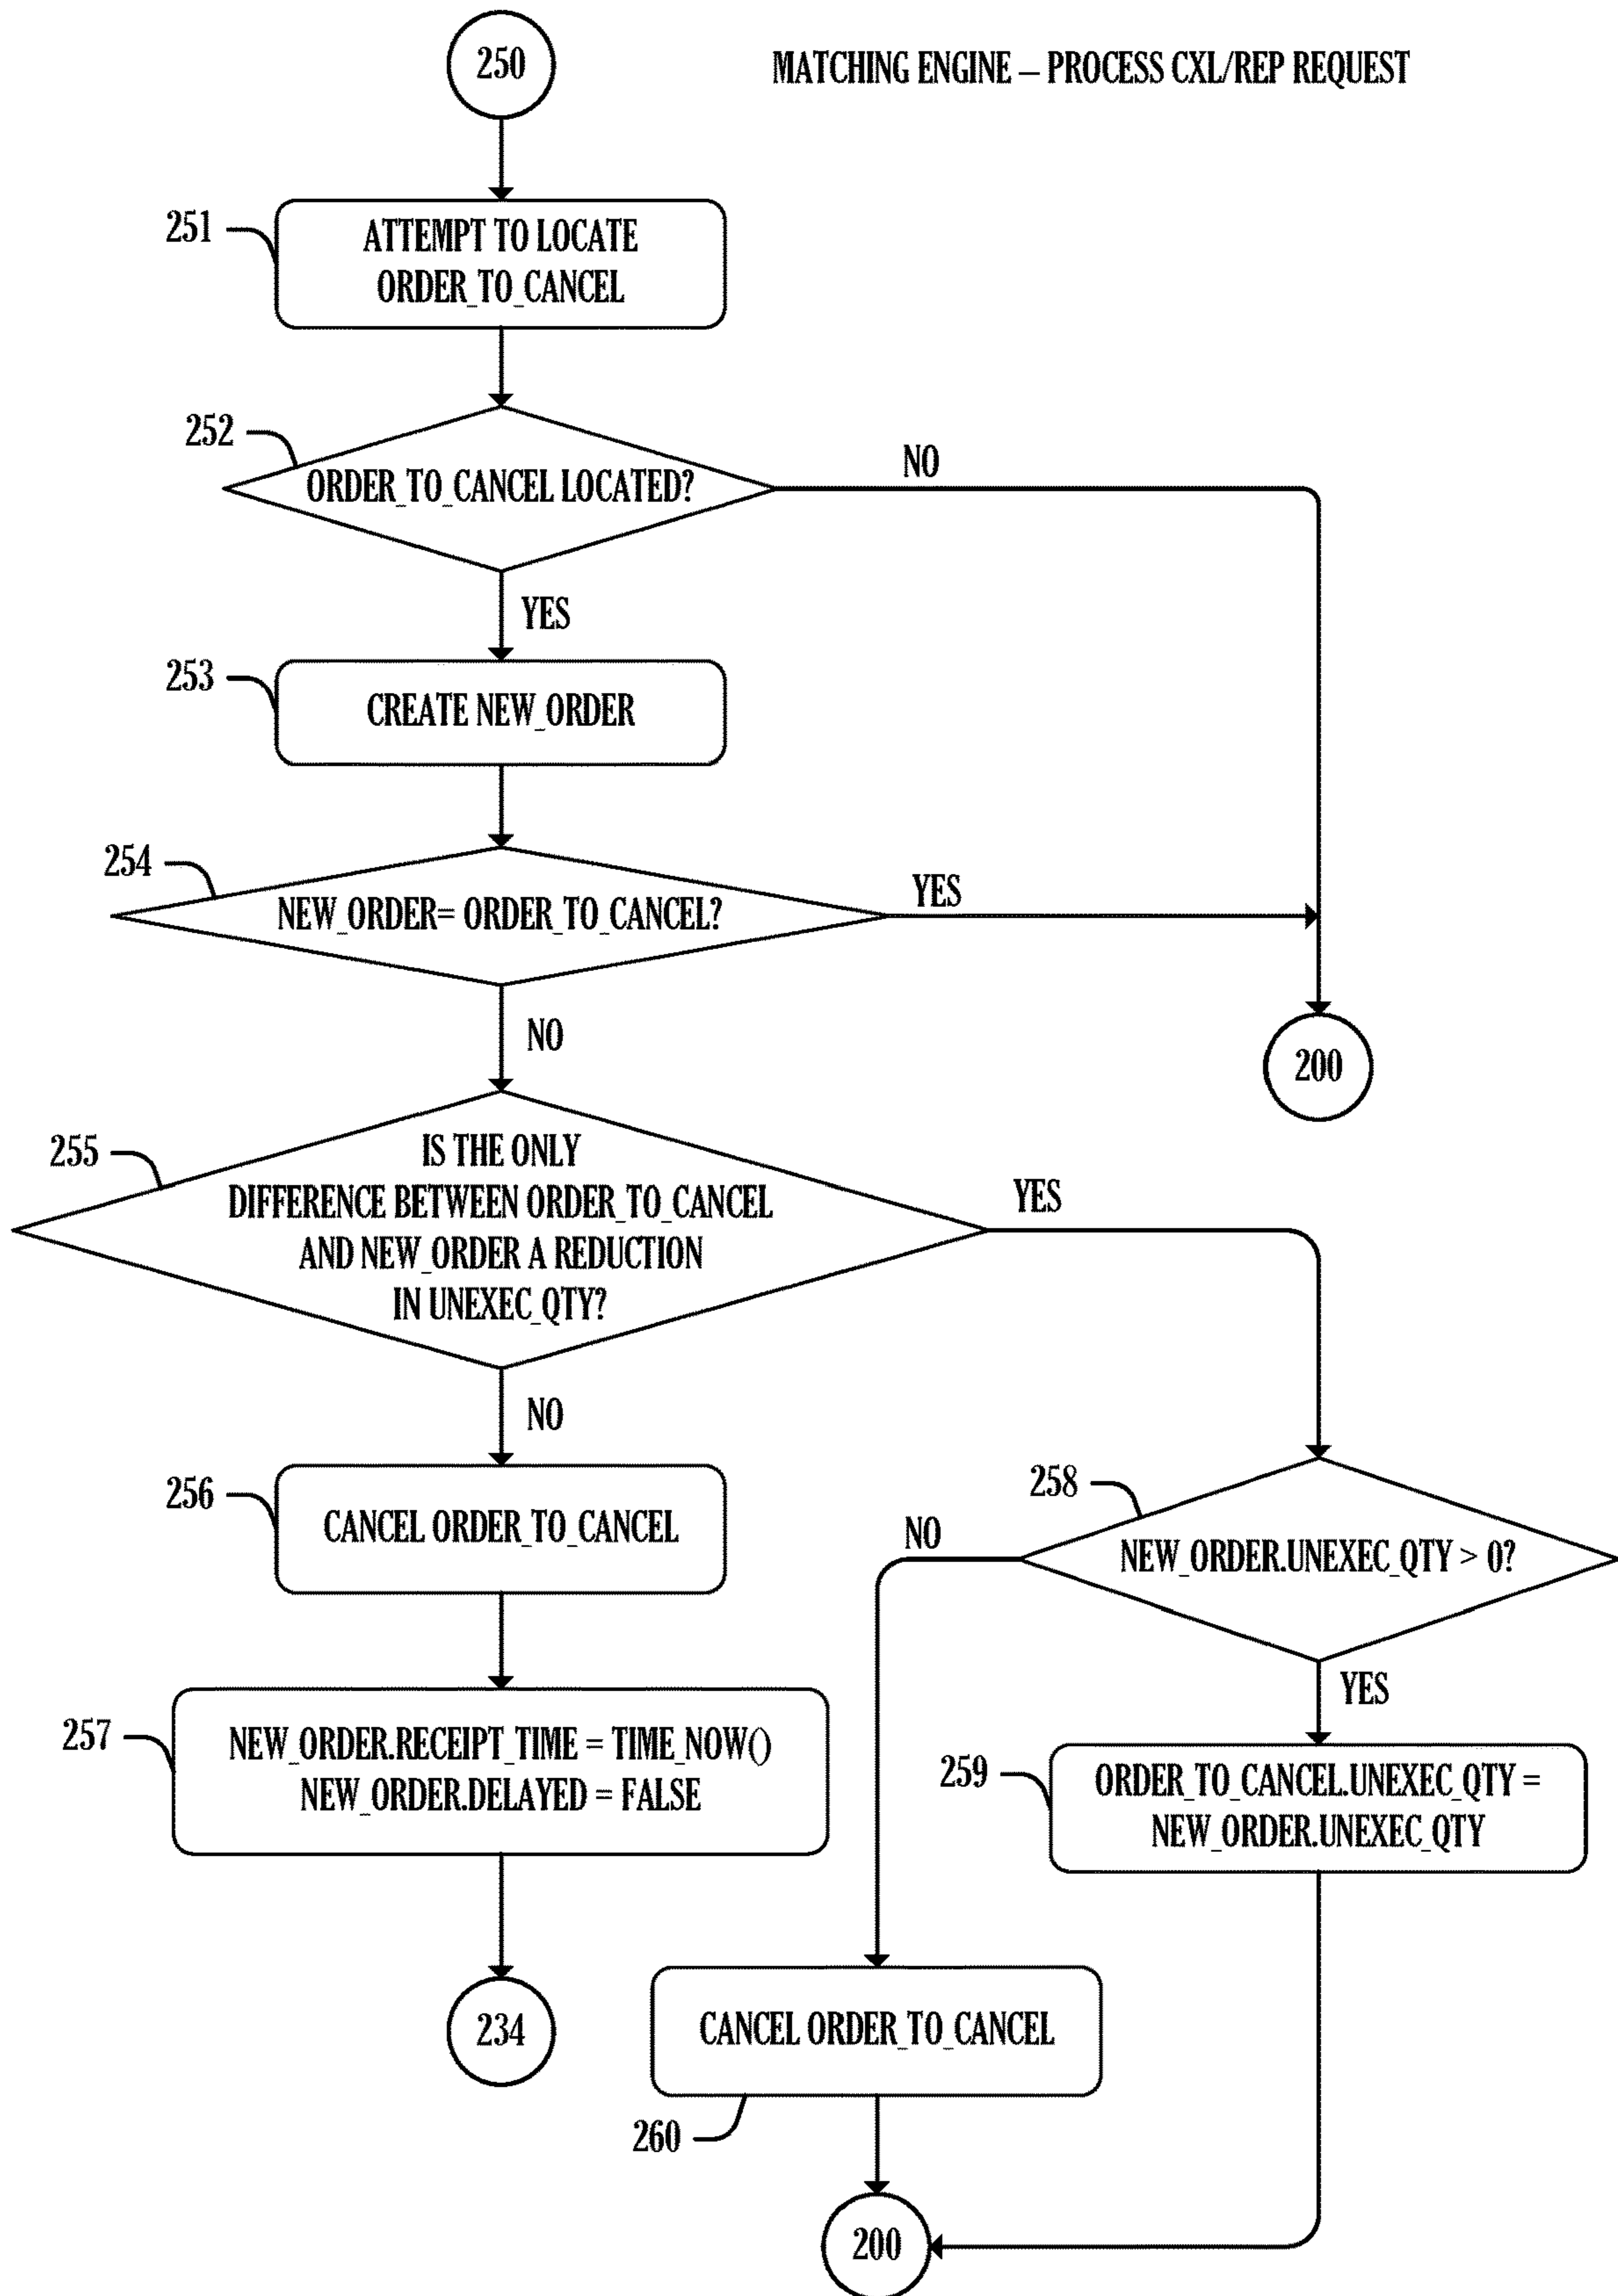 250
MATCHING ENGINE – PROCESS CXL/REP REQUEST
251
ATTEMPT TO LOCATE
ORDER_TO_CANCEL
252
ORDER_TO_CANCEL LOCATED?
NO
YES
253
CREATE NEW_ORDER
254
NEW_ORDER= ORDER_TO_CANCEL?
YES
NO
200
255
IS THE ONLY
DIFFERENCE BETWEEN ORDER_TO_CANCEL
AND NEW_ORDER A REDUCTION
IN UNEXEC_QTY?
YES
NO
256
CANCEL ORDER_TO_CANCEL
258
NEW_ORDER.UNEXEC_QTY > 0?
NO
YES
257
NEW_ORDER.RECEIPT_TIME = TIME_NOW()
NEW_ORDER.DELAYED = FALSE
259
ORDER_TO_CANCEL.UNEXEC_QTY =
NEW_ORDER.UNEXEC_QTY
234
CANCEL ORDER_TO_CANCEL
260
200